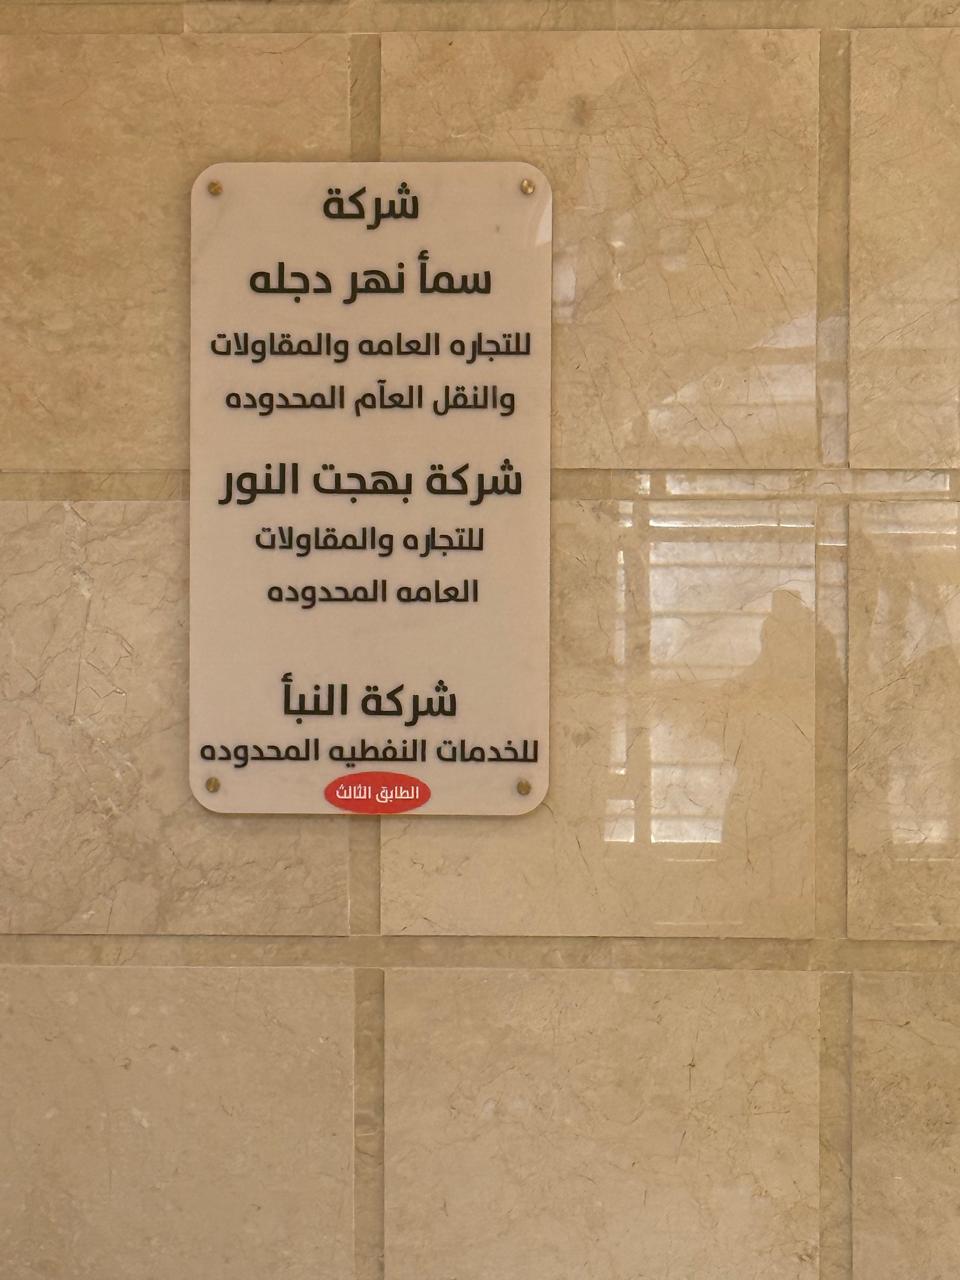 شركة
سمأ نهر دجله
للتجاره العامه والمقاولات
والنقل العآم المحدوده
شركة بهجت النور
للتجاره والمقاولات
العامه المحدوده
شركة النبأ
للخدمات النفطيه المحدوده
الطابق الثالث